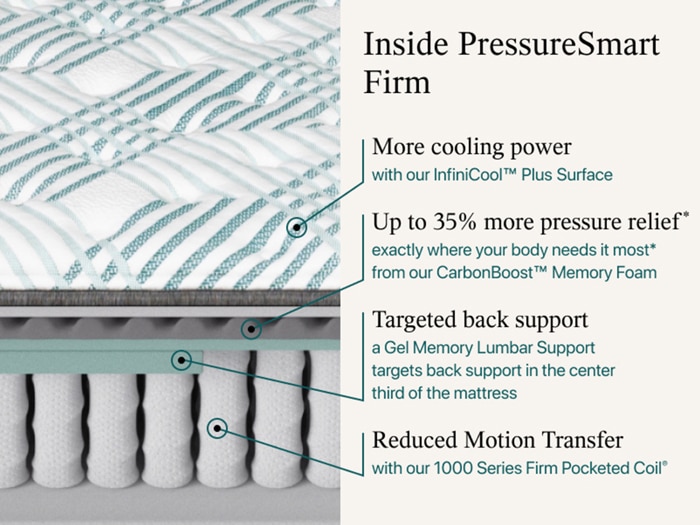 Inside PressureSmart
Firm
More cooling power
with our InfiniCool™ Plus Surface
Up to 35% more pressure relief*
exactly where your body needs it most*
from our CarbonBoost™ Memory Foam
Targeted back support
a Gel Memory Lumbar Support
targets back support in the center
third of the mattress
Reduced Motion Transfer
with our 1000 Series Firm Pocketed Coil®